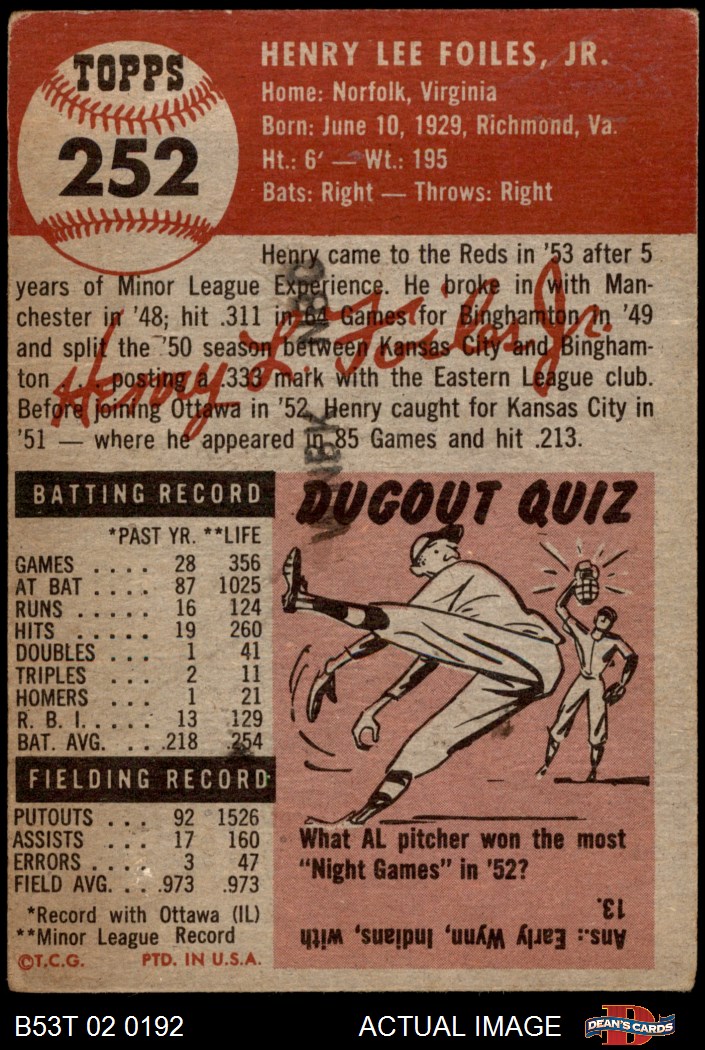 TOPPS
252
HENRY LEE FOILES, JR.
Home: Norfolk, Virginia
Born: June 10, 1929, Richmond, Va.
Ht.: 6' — Wt.: 195
Bats: Right — Throws: Right
Henry came to the Reds in '53 after 5
years of Minor League Experience. He broke in with Man-
chester in '48; hit .311 in 64 Games for Binghamton in '49
and split the '50 season between Kansas City and Bingham-
ton . . . posting a .333 mark with the Eastern League club.
Before joining Ottawa in '52, Henry caught for Kansas City in
'51 — where he appeared in 85 Games and hit .213.
Henry L. Foiles Jr.
BATTING RECORD
*PAST YR. **LIFE
GAMES .... 28 356
AT BAT .... 87 1025
RUNS .... 16 124
HITS ..... 19 260
DOUBLES ... 1 41
TRIPLES ... 2 11
HOMERS ... 1 21
R. B. I..... 13 129
BAT. AVG. ... .218 .254
FIELDING RECORD
PUTOUTS ... 92 1526
ASSISTS ... 17 160
ERRORS .... 3 47
FIELD AVG. ... .973 .973
*Record with Ottawa (IL)
**Minor League Record
©T.C.G. PTD. IN U.S.A.
DUGOUT QUIZ
What AL pitcher won the most
"Night Games" in '52?
Ans.: Early Wynn, Indians, with
13.
B53T 02 0192 ACTUAL IMAGE
D
DEAN'S CARDS